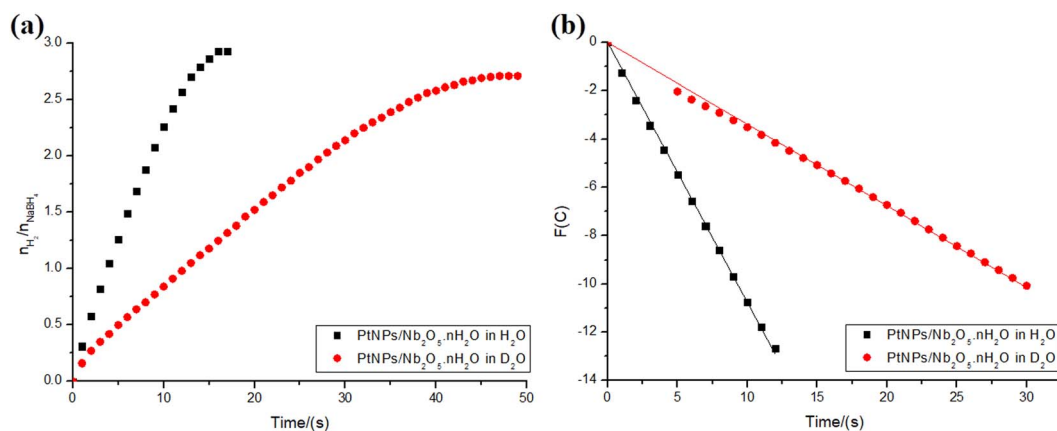 (a)
n_H2/n_NaBH4
3.0
2.5
2.0
1.5
1.0
0.5
0.0
0 10 20 30 40 50
Time/(s)
PtNPs/Nb₂O₅.nH₂O in H₂O
PtNPs/Nb₂O₅.nH₂O in D₂O
(b)
F(C)
0
-2
-4
-6
-8
-10
-12
-14
0 5 10 15 20 25 30
Time/(s)
PtNPs/Nb₂O₅.nH₂O in H₂O
PtNPs/Nb₂O₅.nH₂O in D₂O